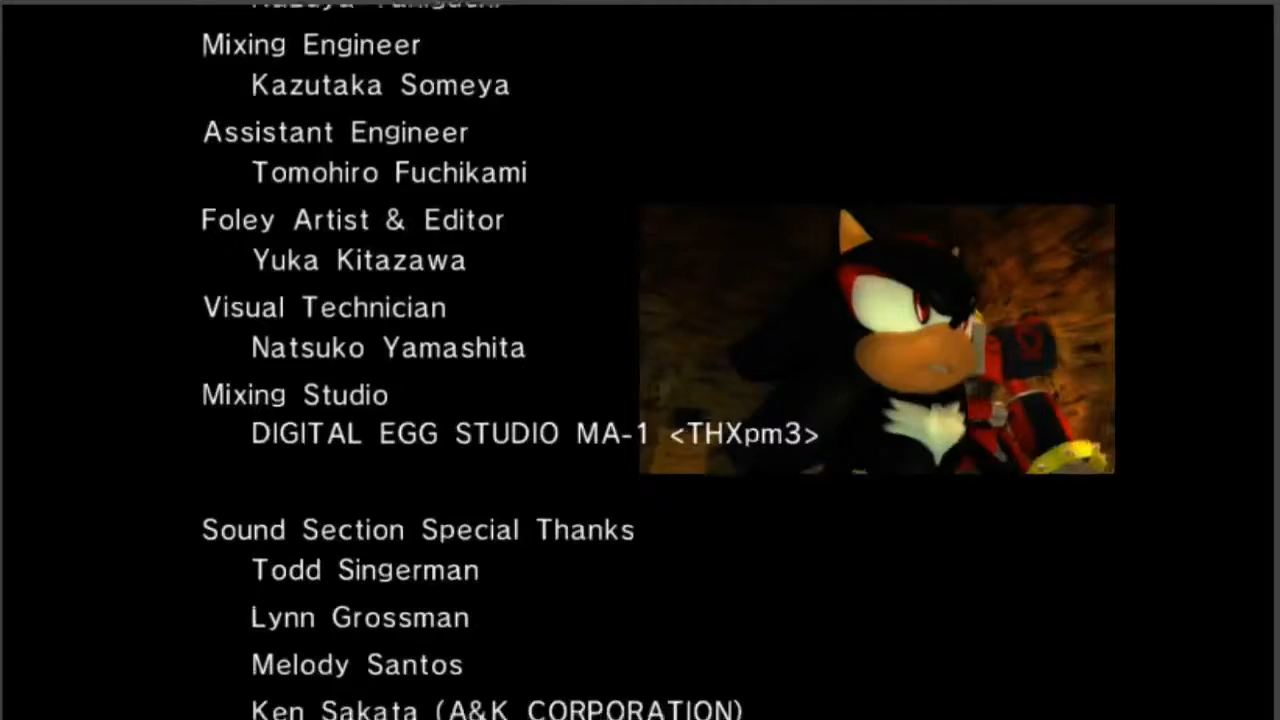 Mixing Engineer
Kazutaka Someya
Assistant Engineer
Tomohiro Fuchikami
Foley Artist & Editor
Yuka Kitazawa
Visual Technician
Natsuko Yamashita
Mixing Studio
DIGITAL EGG STUDIO MA-1 <THXpm3>
Sound Section Special Thanks
Todd Singerman
Lynn Grossman
Melody Santos
Ken Sakata (A&K CORPORATION)